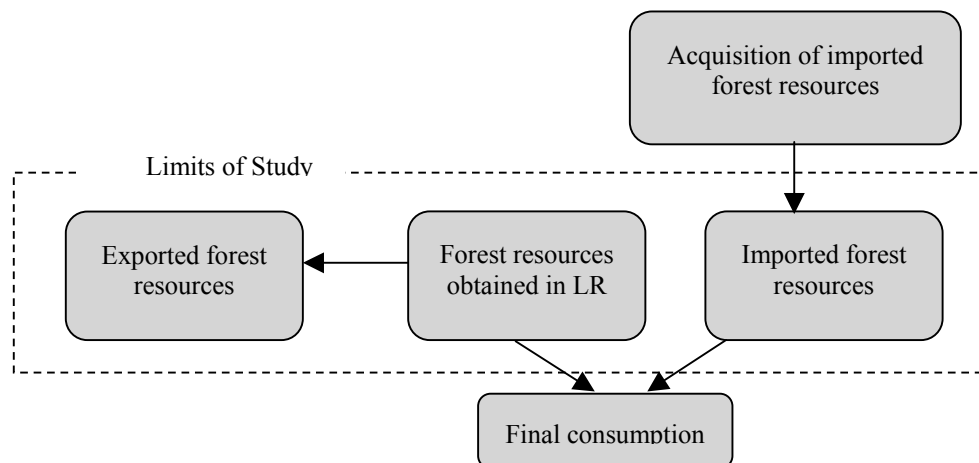 Acquisition of imported
forest resources
Limits of Study
Exported forest
resources
Forest resources
obtained in LR
Imported forest
resources
Final consumption